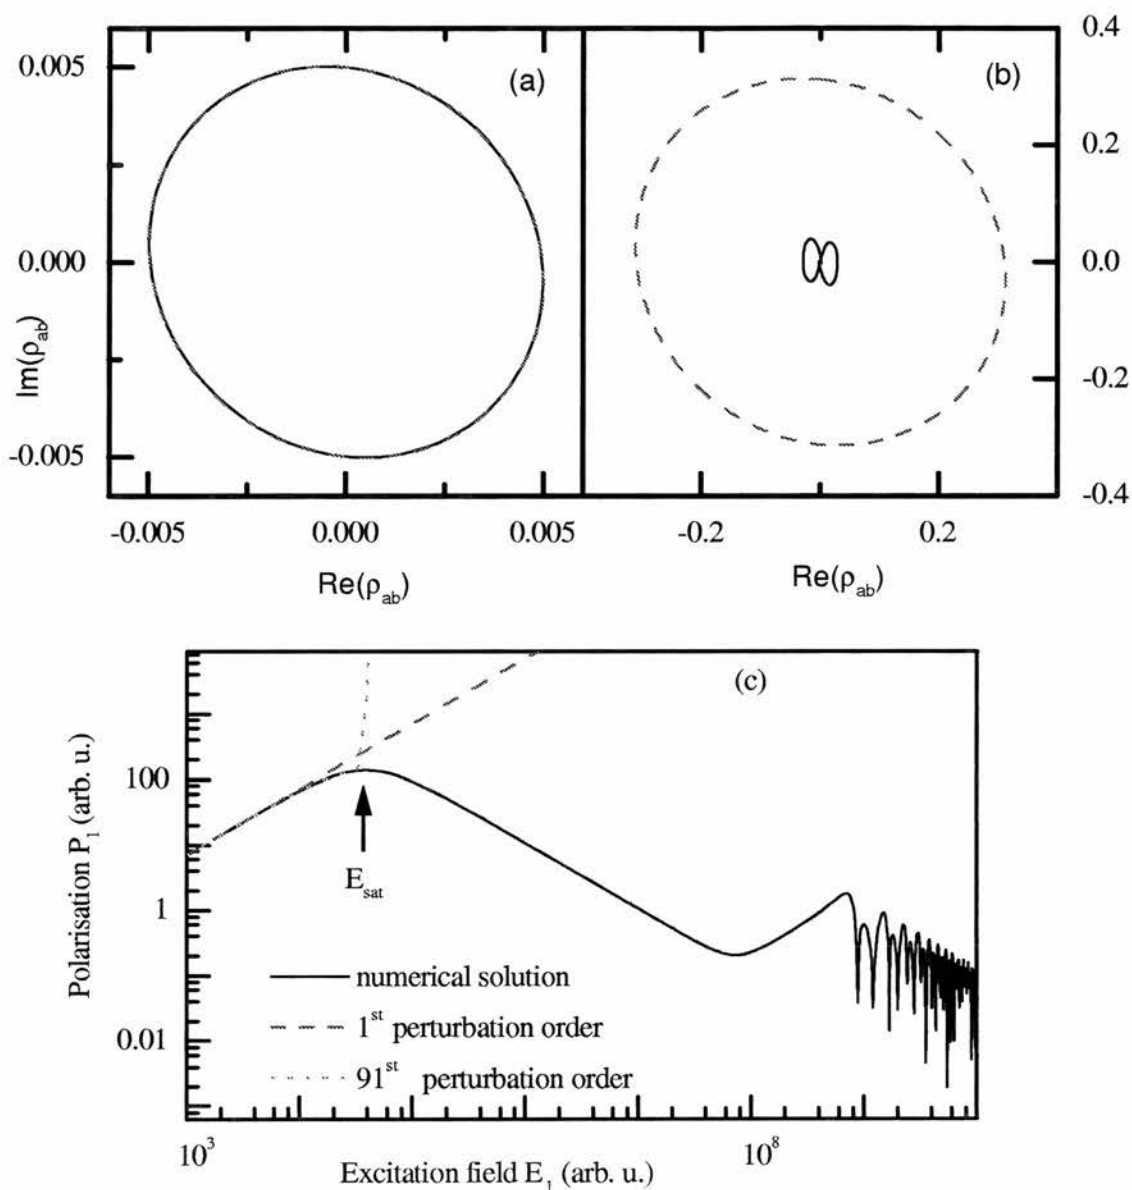 0.005
0.000
-0.005
Im(ρab)
(a)
-0.005 0.000 0.005
Re(ρab)
(b)
0.4
0.2
0.0
-0.2
-0.4
-0.2 0.2
Re(ρab)
(c)
Polarisation P1 (arb. u.)
100
1
0.01
Esat
numerical solution
1st perturbation order
91st perturbation order
10^3 10^8
Excitation field E1 (arb. u.)